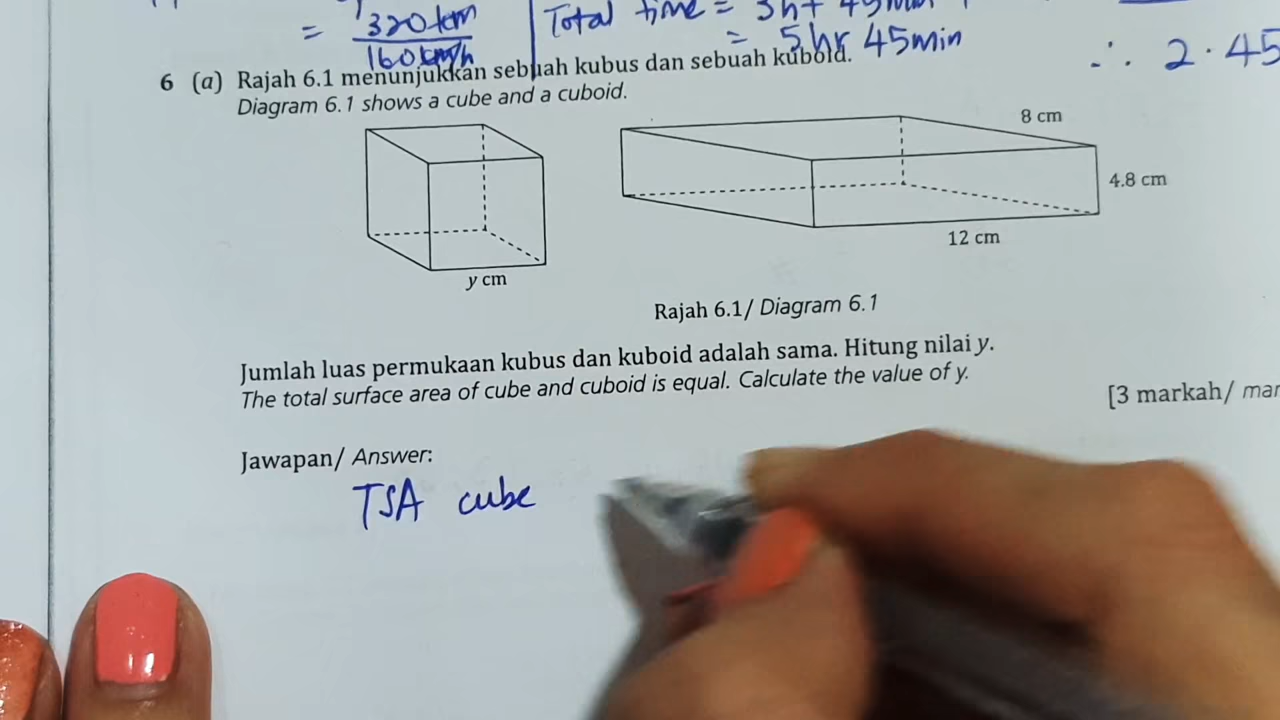 = 320 km / 160 km/h
Total time = 3h + 45min
= 5hr 45min
∴ 2.45
6 (a) Rajah 6.1 menunjukkan sebuah kubus dan sebuah kuboid.
Diagram 6.1 shows a cube and a cuboid.
8 cm
4.8 cm
12 cm
y cm
Rajah 6.1/ Diagram 6.1
Jumlah luas permukaan kubus dan kuboid adalah sama. Hitung nilai y.
The total surface area of cube and cuboid is equal. Calculate the value of y.
[3 markah/ mar
Jawapan/ Answer:
TSA cube